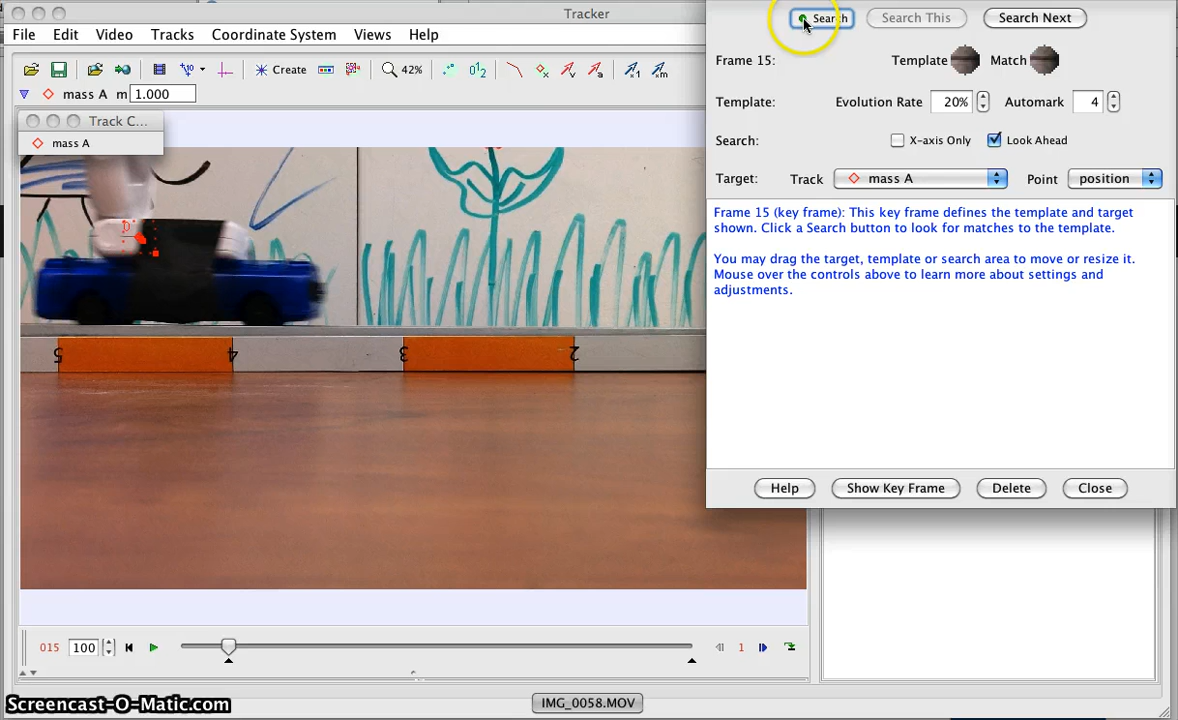 Tracker
File Edit Video Tracks Coordinate System Views Help
Create 42%
mass A m 1.000
Track C...
mass A
5 4 3 2
015 100 1
IMG_0058.MOV
Screencast-O-Matic.com
Search Search This Search Next
Frame 15: Template Match
Template: Evolution Rate 20% Automark 4
Search: X-axis Only Look Ahead
Target: Track mass A Point position
Frame 15 (key frame): This key frame defines the template and target
shown. Click a Search button to look for matches to the template.
You may drag the target, template or search area to move or resize it.
Mouse over the controls above to learn more about settings and
adjustments.
Help Show Key Frame Delete Close